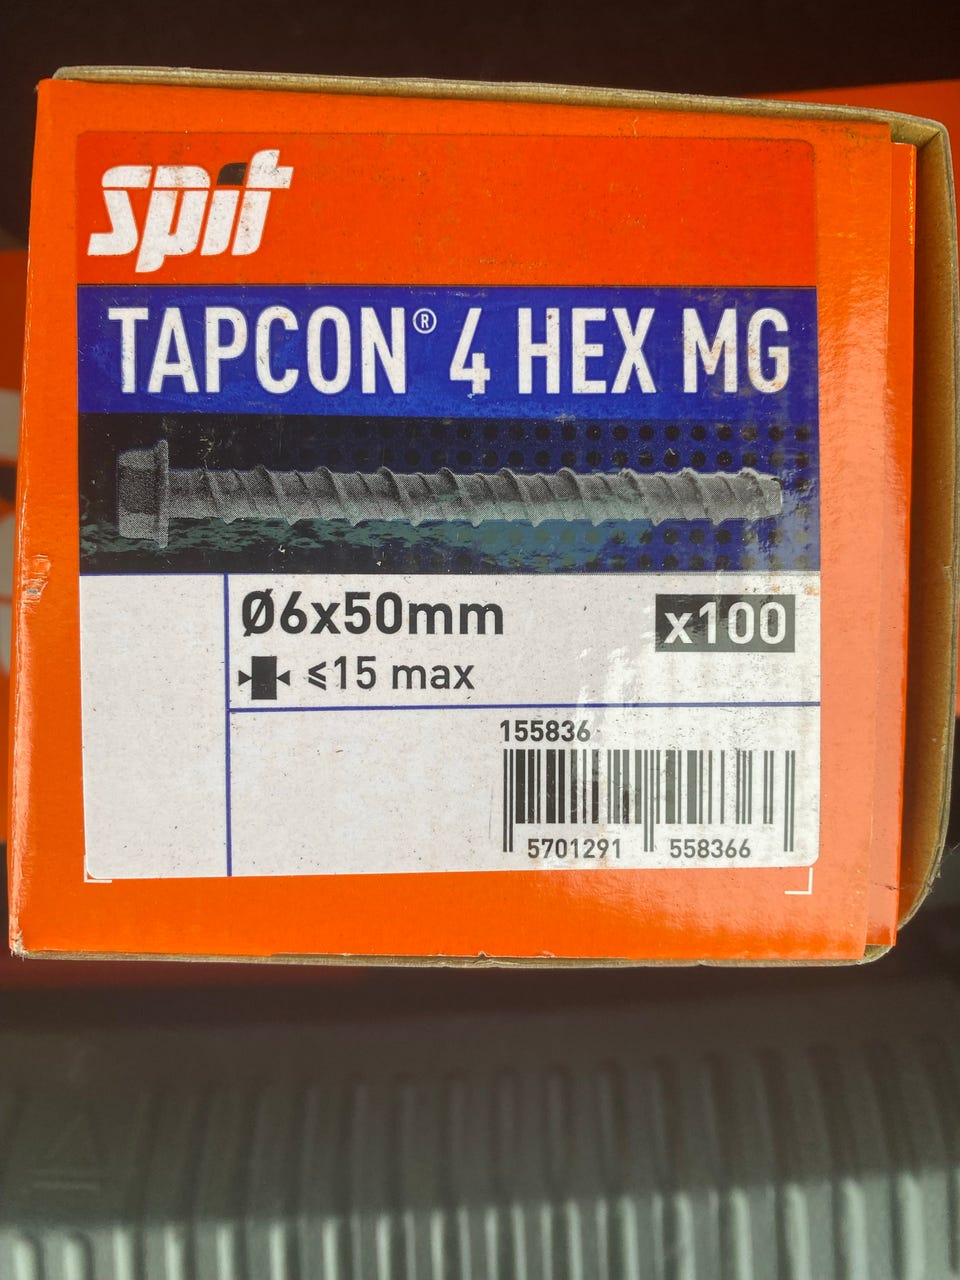 spit
TAPCON® 4 HEX MG
Ø6x50mm
x100
≤15 max
155836
5701291 558366